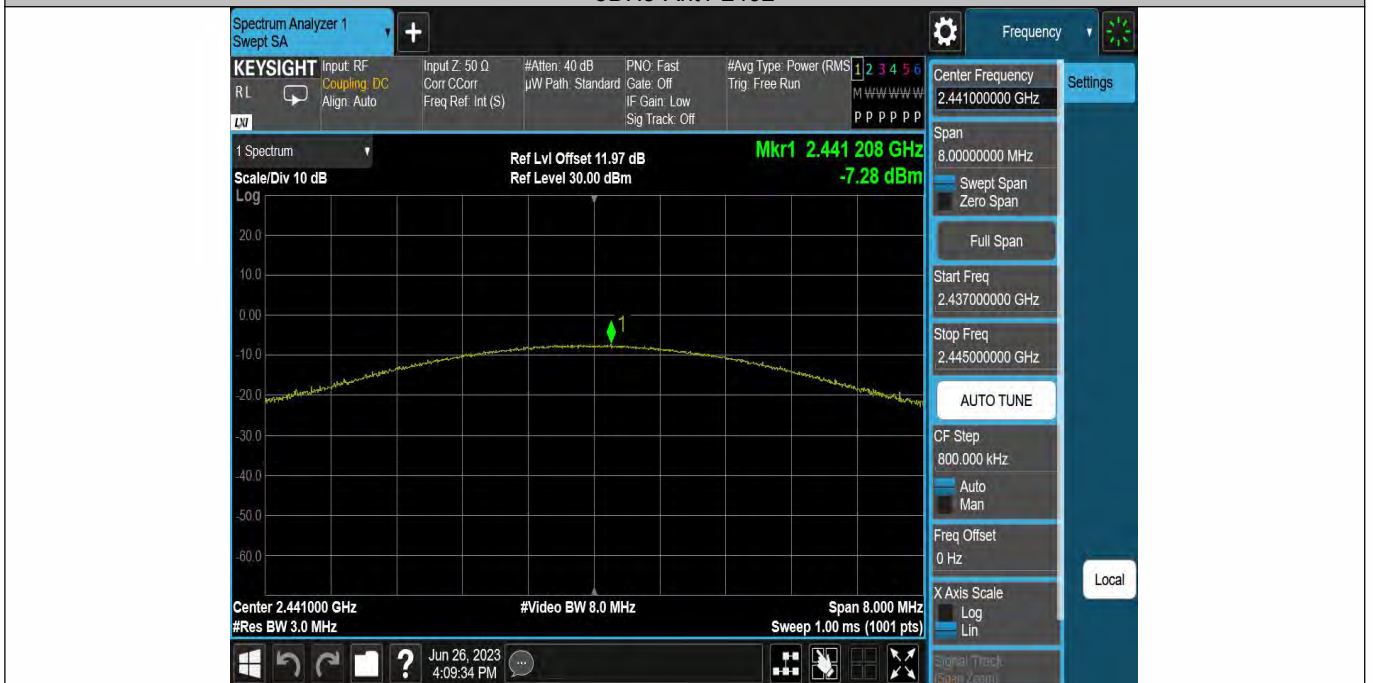 Spectrum Analyzer 1
Swept SA
+
Frequency
KEYSIGHT
RL
LXI
Input: RF
Coupling: DC
Align: Auto
Input Z: 50 Ω
Corr CCorr
Freq Ref: Int (S)
#Atten: 40 dB
µW Path: Standard
PNO: Fast
Gate: Off
IF Gain: Low
Sig Track: Off
#Avg Type: Power (RMS
Trig: Free Run
1 2 3 4 5 6
M W W W W W
P P P P P P
Center Frequency
2.441000000 GHz
Settings
Span
8.00000000 MHz
Swept Span
Zero Span
Full Span
Start Freq
2.437000000 GHz
Stop Freq
2.445000000 GHz
AUTO TUNE
CF Step
800.000 kHz
Auto
Man
Freq Offset
0 Hz
X Axis Scale
Log
Lin
Signal Track
(Span Zoom)
Local
1 Spectrum
Scale/Div 10 dB
Log
Ref Lvl Offset 11.97 dB
Ref Level 30.00 dBm
Mkr1 2.441 208 GHz
-7.28 dBm
20.0
10.0
0.00
1
-10.0
-20.0
-30.0
-40.0
-50.0
-60.0
Center 2.441000 GHz
#Res BW 3.0 MHz
#Video BW 8.0 MHz
Span 8.000 MHz
Sweep 1.00 ms (1001 pts)
?
Jun 26, 2023
4:09:34 PM